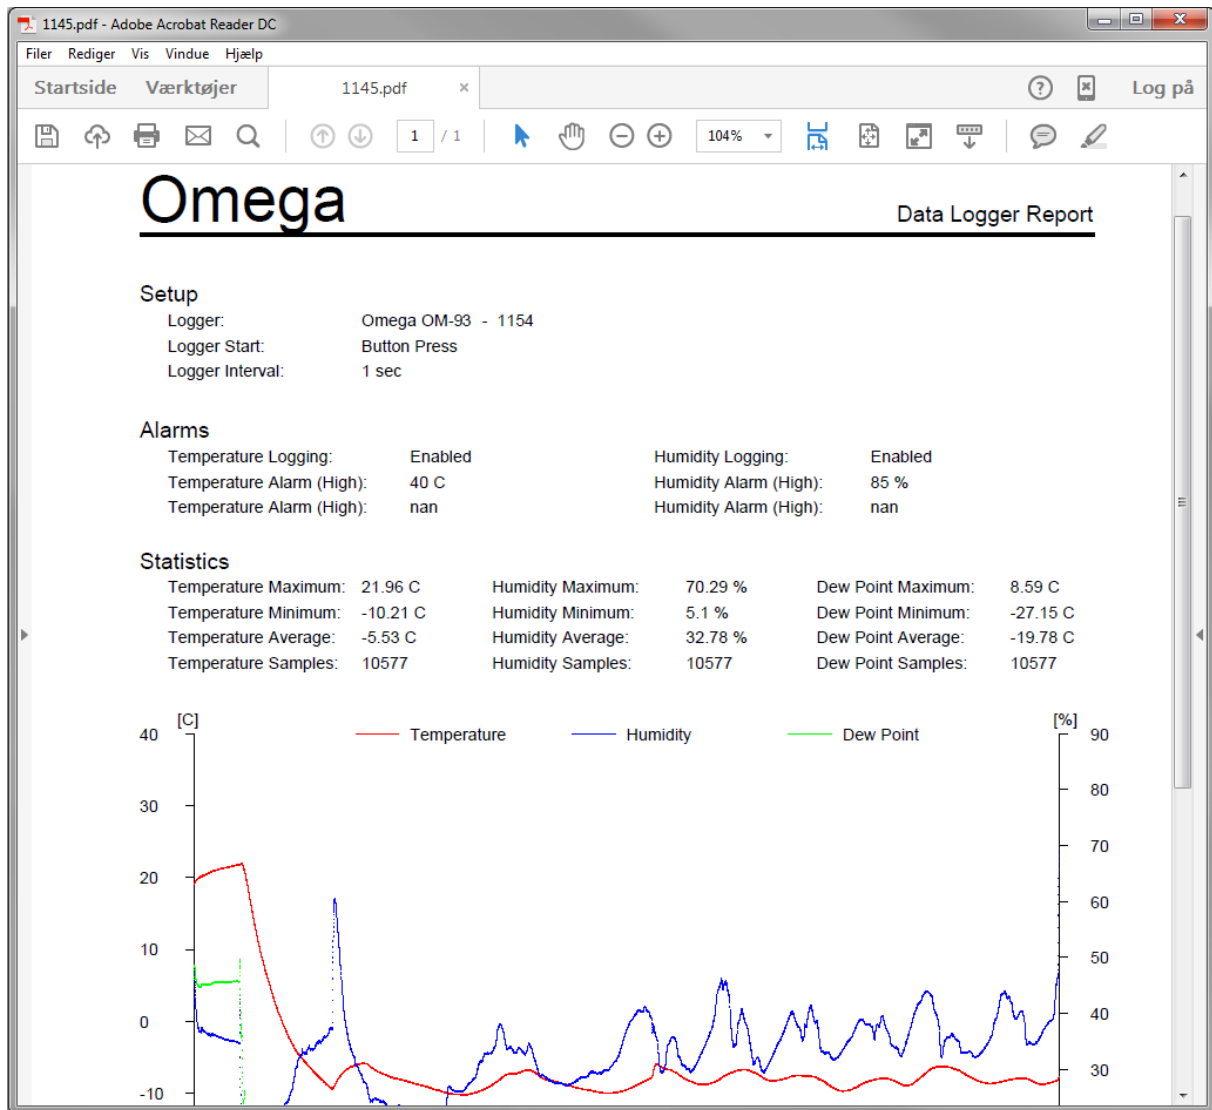 1145.pdf - Adobe Acrobat Reader DC
Filer Rediger Vis Vindue Hjælp
Startside Værktøjer 1145.pdf × Log på
1 / 1 104%
Omega
Data Logger Report
Setup
Logger: Omega OM-93 - 1154
Logger Start: Button Press
Logger Interval: 1 sec
Alarms
Temperature Logging: Enabled Humidity Logging: Enabled
Temperature Alarm (High): 40 C Humidity Alarm (High): 85 %
Temperature Alarm (High): nan Humidity Alarm (High): nan
Statistics
Temperature Maximum: 21.96 C Humidity Maximum: 70.29 % Dew Point Maximum: 8.59 C
Temperature Minimum: -10.21 C Humidity Minimum: 5.1 % Dew Point Minimum: -27.15 C
Temperature Average: -5.53 C Humidity Average: 32.78 % Dew Point Average: -19.78 C
Temperature Samples: 10577 Humidity Samples: 10577 Dew Point Samples: 10577
[C] [%]
40 Temperature Humidity Dew Point 90
80
30
70
20
60
10
50
0 40
30
-10